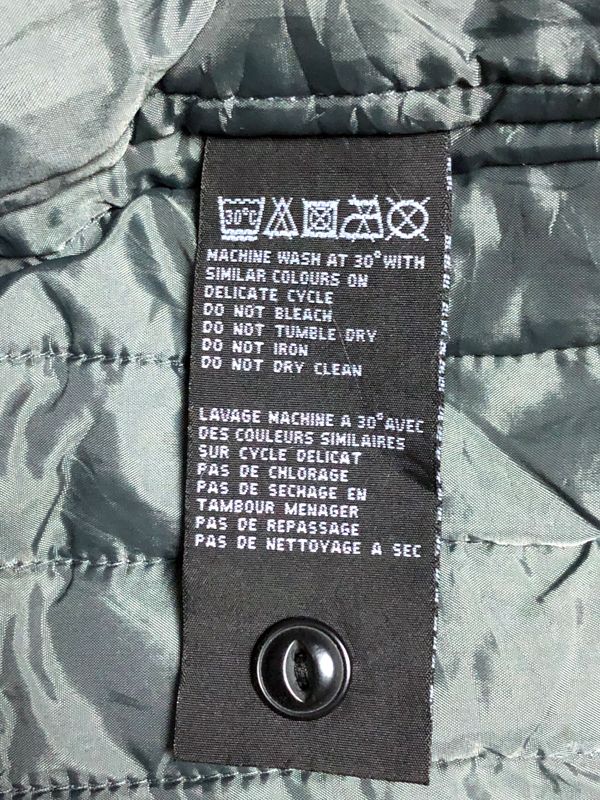 30°C
MACHINE WASH AT 30° WITH
SIMILAR COLOURS ON
DELICATE CYCLE
DO NOT BLEACH
DO NOT TUMBLE DRY
DO NOT IRON
DO NOT DRY CLEAN
LAVAGE MACHINE A 30° AVEC
DES COULEURS SIMILAIRES
SUR CYCLE DELICAT
PAS DE CHLORAGE
PAS DE SECHAGE EN
TAMBOUR MENAGER
PAS DE REPASSAGE
PAS DE NETTOYAGE A SEC